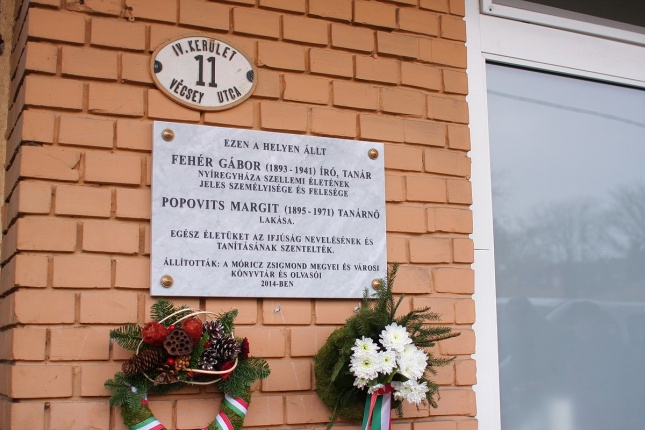 IV. KERÜLET
11
VÉCSEY UTCA
EZEN A HELYEN ÁLLT
FEHÉR GÁBOR (1893 - 1941) ÍRÓ, TANÁR
NYÍREGYHÁZA SZELLEMI ÉLETÉNEK
JELES SZEMÉLYISÉGE ÉS FELESÉGE
POPOVITS MARGIT (1895 - 1971) TANÁRNŐ
LAKÁSA.
EGÉSZ ÉLETÜKET AZ IFJÚSÁG NEVELÉSÉNEK ÉS
TANÍTÁSÁNAK SZENTELTÉK.
ÁLLÍTOTTÁK: A MÓRICZ ZSIGMOND MEGYEI ÉS VÁROSI
KÖNYVTÁR ÉS OLVASÓI
2014-BEN